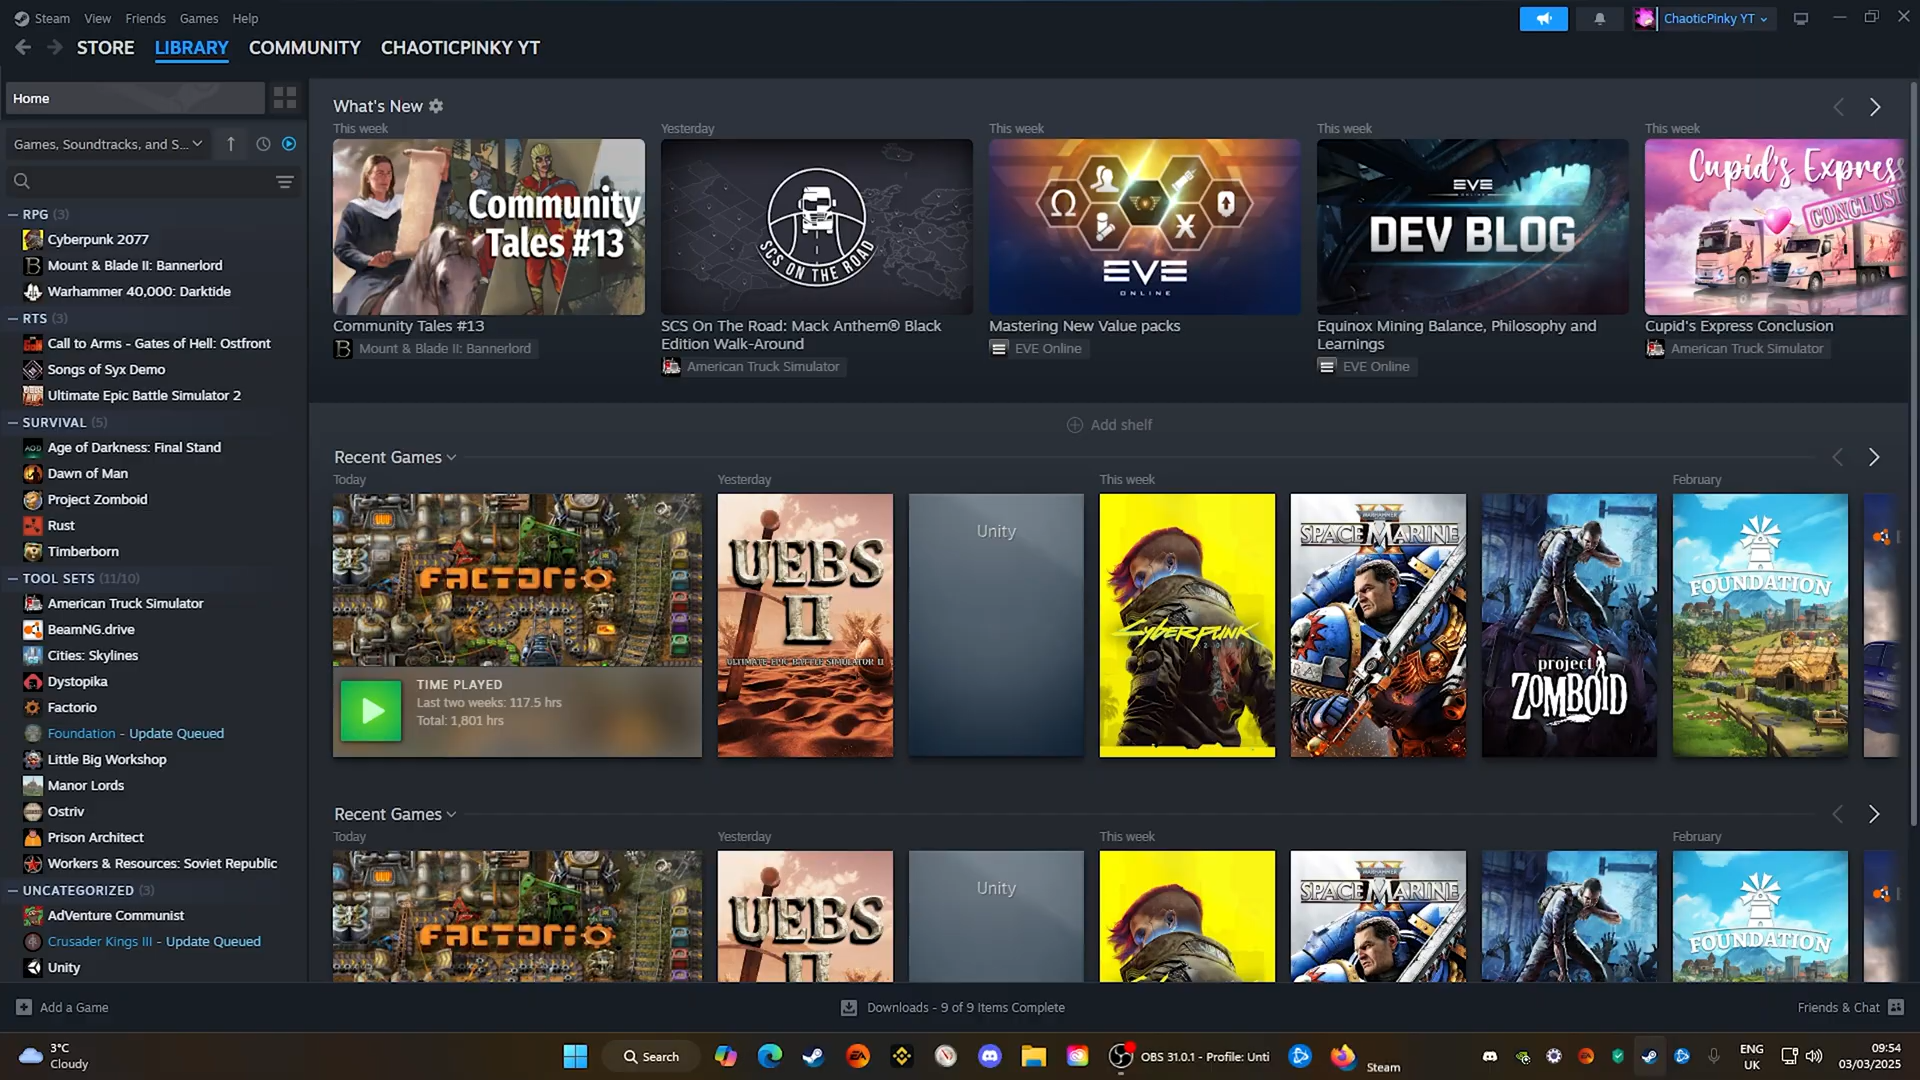 Steam View Friends Games Help
ChaoticPinky YT
STORE LIBRARY COMMUNITY CHAOTICPINKY YT
Home
Games, Soundtracks, and S...
RPG (3)
Cyberpunk 2077
Mount & Blade II: Bannerlord
Warhammer 40,000: Darktide
RTS (3)
Call to Arms - Gates of Hell: Ostfront
Songs of Syx Demo
Ultimate Epic Battle Simulator 2
SURVIVAL (5)
Age of Darkness: Final Stand
Dawn of Man
Project Zomboid
Rust
Timberborn
TOOL SETS (11/10)
American Truck Simulator
BeamNG.drive
Cities: Skylines
Dystopika
Factorio
Foundation - Update Queued
Little Big Workshop
Manor Lords
Ostriv
Prison Architect
Workers & Resources: Soviet Republic
UNCATEGORIZED (3)
AdVenture Communist
Crusader Kings III - Update Queued
Unity
Add a Game
What's New
This week
Community
Tales #13
Community Tales #13
Mount & Blade II: Bannerlord
Yesterday
SCS ON THE ROAD
SCS On The Road: Mack Anthem® Black
Edition Walk-Around
American Truck Simulator
This week
EVE
ONLINE
Mastering New Value packs
EVE Online
This week
EVE
DEV BLOG
Equinox Mining Balance, Philosophy and
Learnings
EVE Online
This week
Cupid's Express
Cupid's Express Conclusion
American Truck Simulator
Add shelf
Recent Games
Today
FACTORIO
TIME PLAYED
Last two weeks: 117.5 hrs
Total: 1,801 hrs
Yesterday
UEBS
II
ULTIMATE EPIC BATTLE SIMULATOR II
Unity
This week
CYBERPUNK
2077
WARHAMMER
SPACE MARINE
project
ZOMBOID
February
FOUNDATION
Recent Games
Today
FACTORIO
Yesterday
UEBS
Unity
This week
WARHAMMER
SPACE MARINE
February
FOUNDATION
Downloads - 9 of 9 Items Complete
Friends & Chat
3°C
Cloudy
Search
OBS 31.0.1 - Profile: Unti
Steam
ENG
UK
09:54
03/03/2025